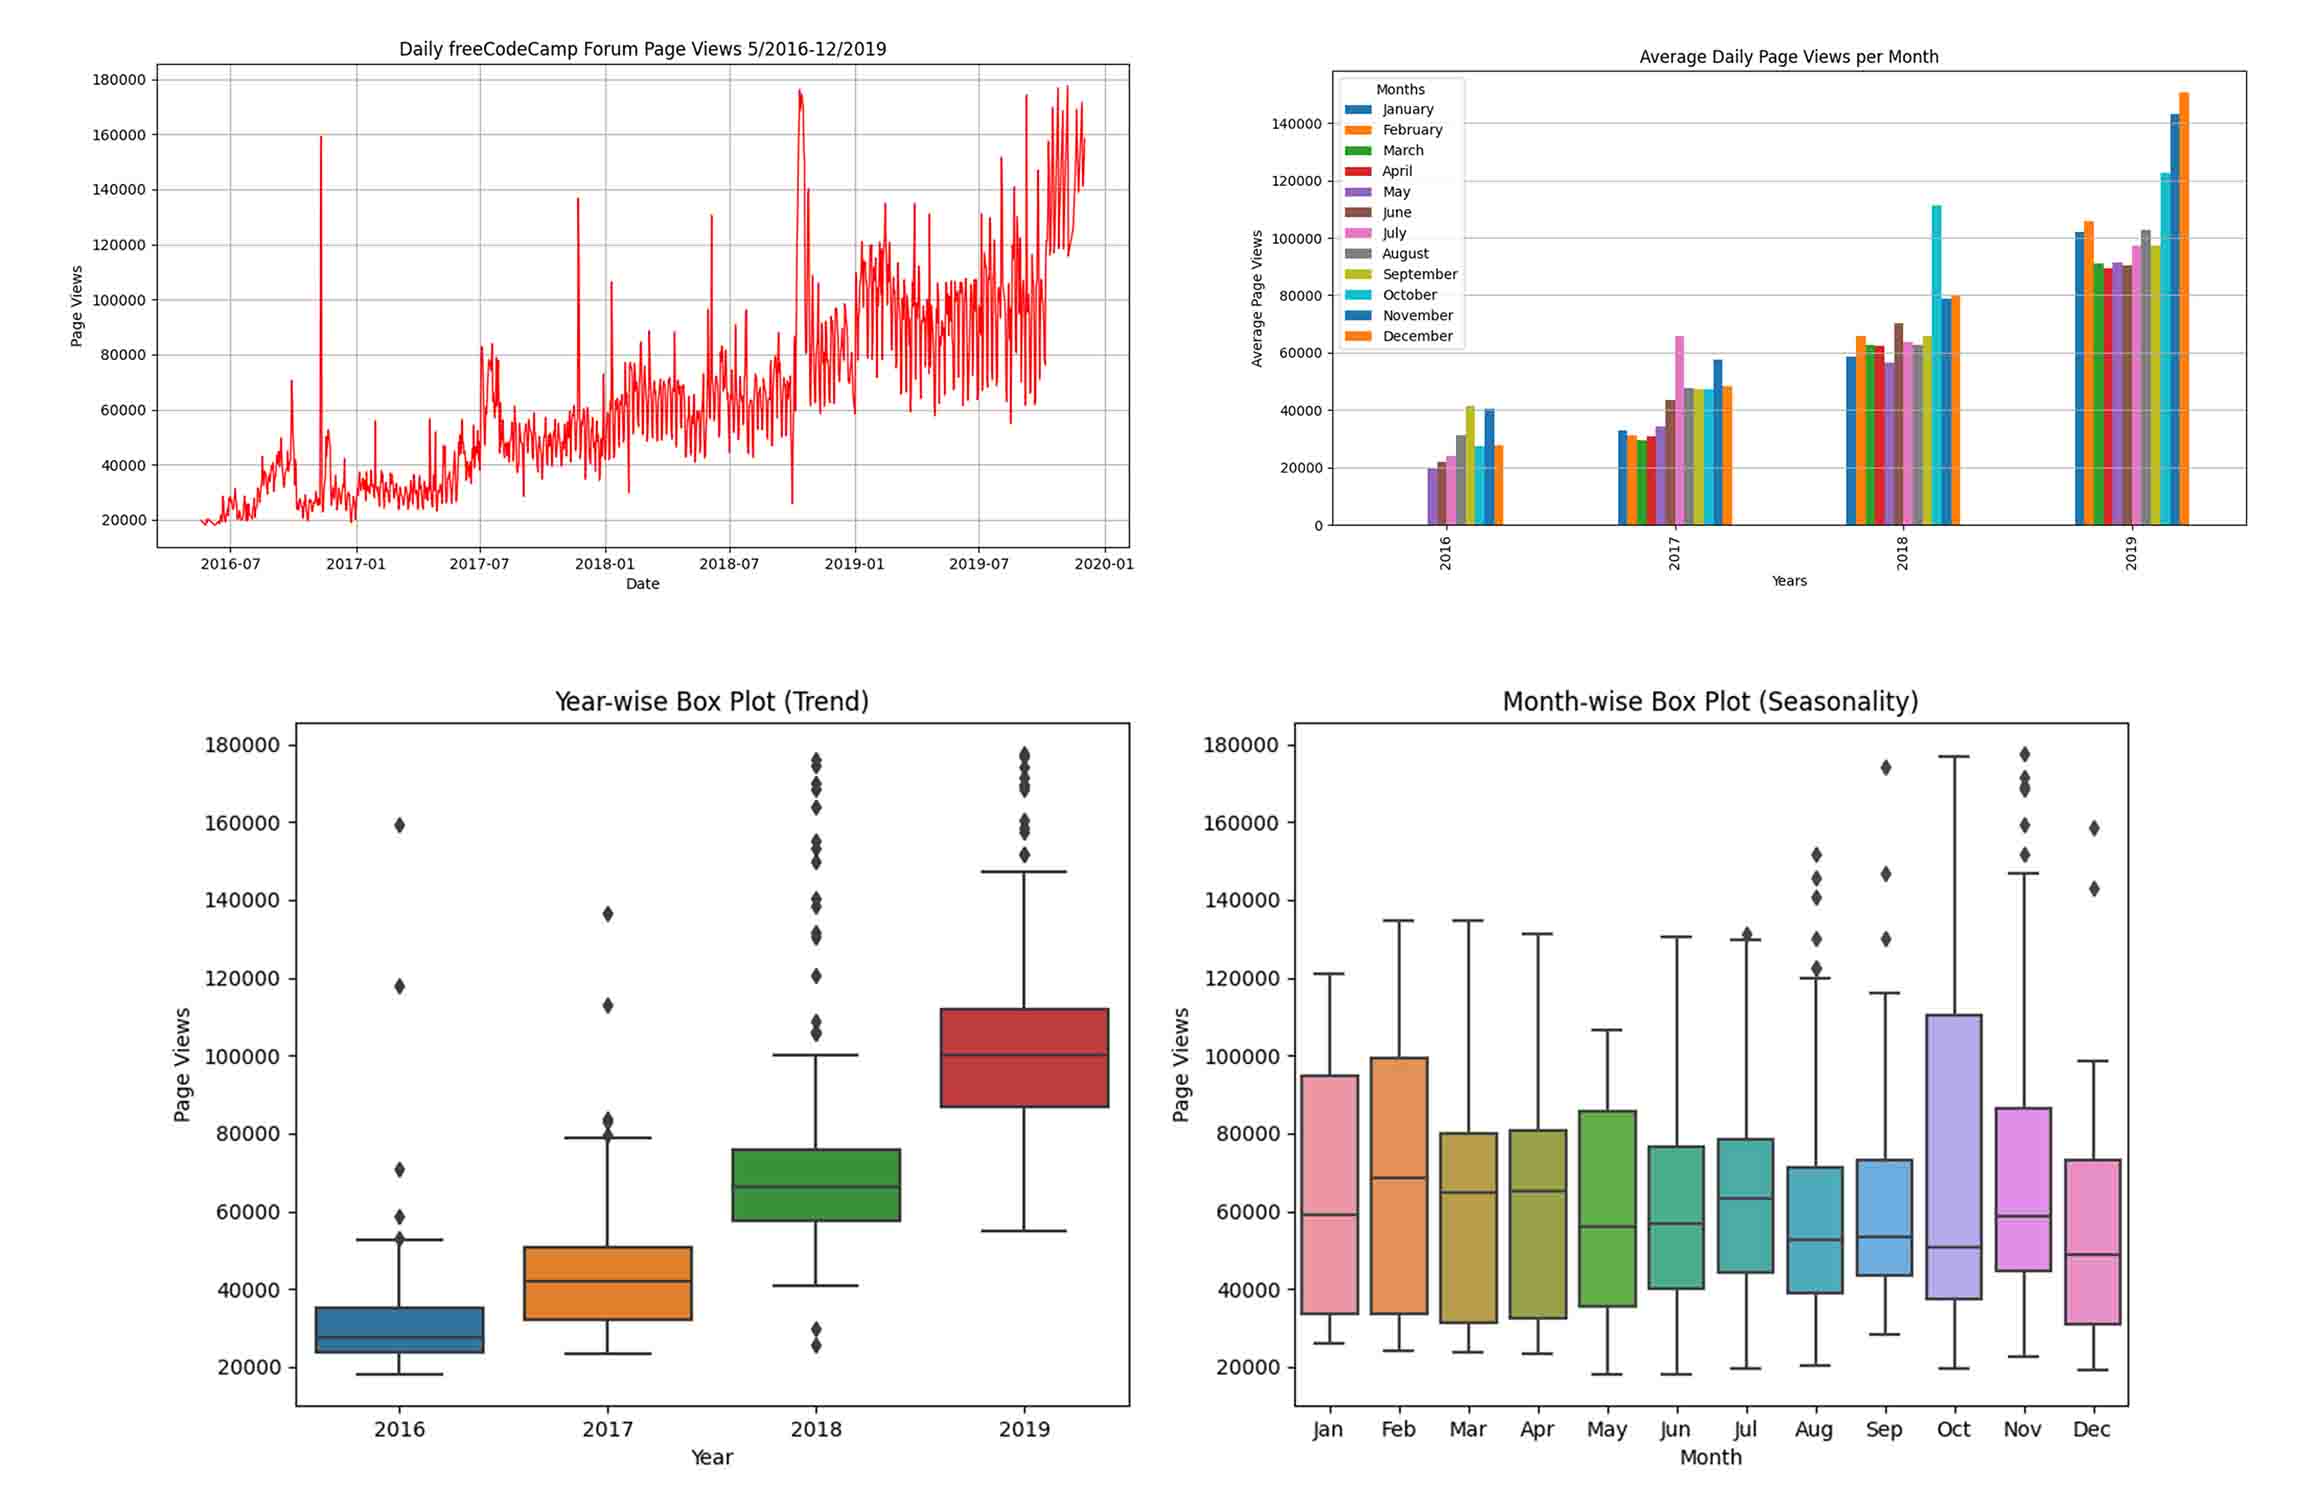 Daily freeCodeCamp Forum Page Views 5/2016-12/2019
180000
160000
140000
120000
100000
80000
60000
40000
20000
Page Views
2016-07 2017-01 2017-07 2018-01 2018-07 2019-01 2019-07 2020-01
Date
Average Daily Page Views per Month
Months
January
February
March
April
May
June
July
August
September
October
November
December
140000
120000
100000
80000
60000
40000
20000
0
Average Page Views
2016 2017 2018 2019
Years
Year-wise Box Plot (Trend)
180000
160000
140000
120000
100000
80000
60000
40000
20000
Page Views
2016 2017 2018 2019
Year
Month-wise Box Plot (Seasonality)
180000
160000
140000
120000
100000
80000
60000
40000
20000
Page Views
Jan Feb Mar Apr May Jun Jul Aug Sep Oct Nov Dec
Month